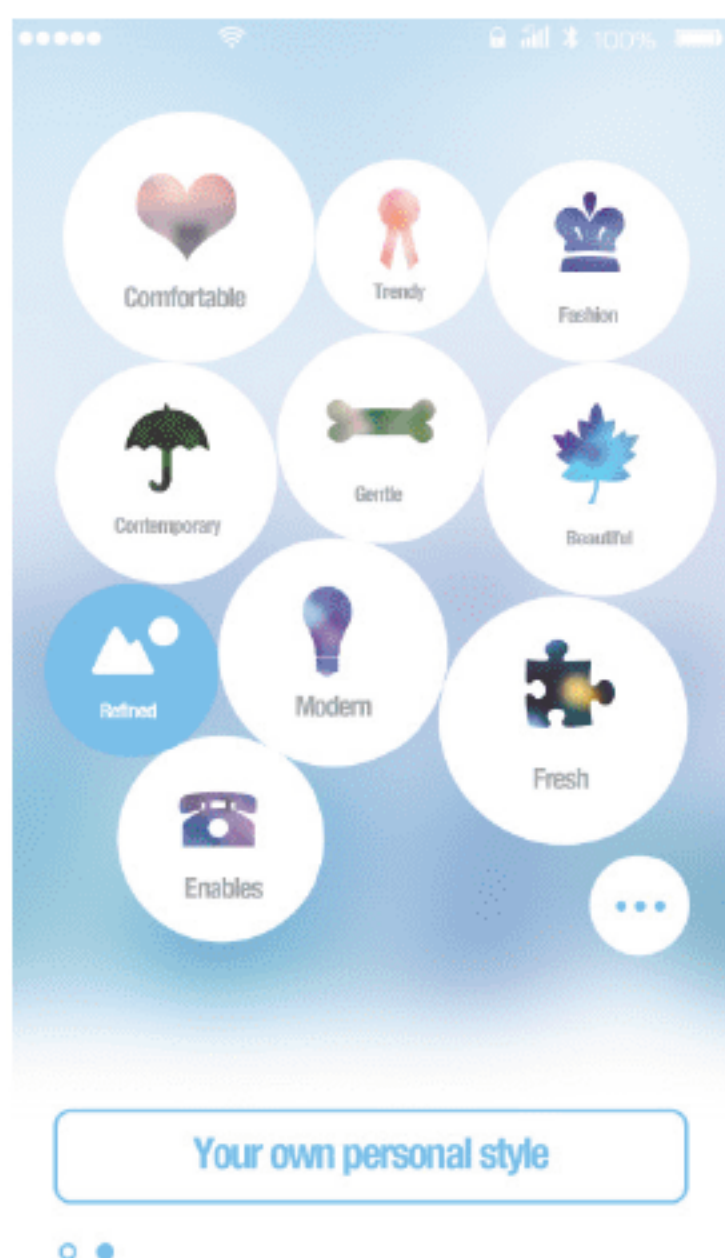 100%
Comfortable
Trendy
Fashion
Contemporary
Gentle
Beautiful
Refined
Modern
Fresh
Enables
Your own personal style